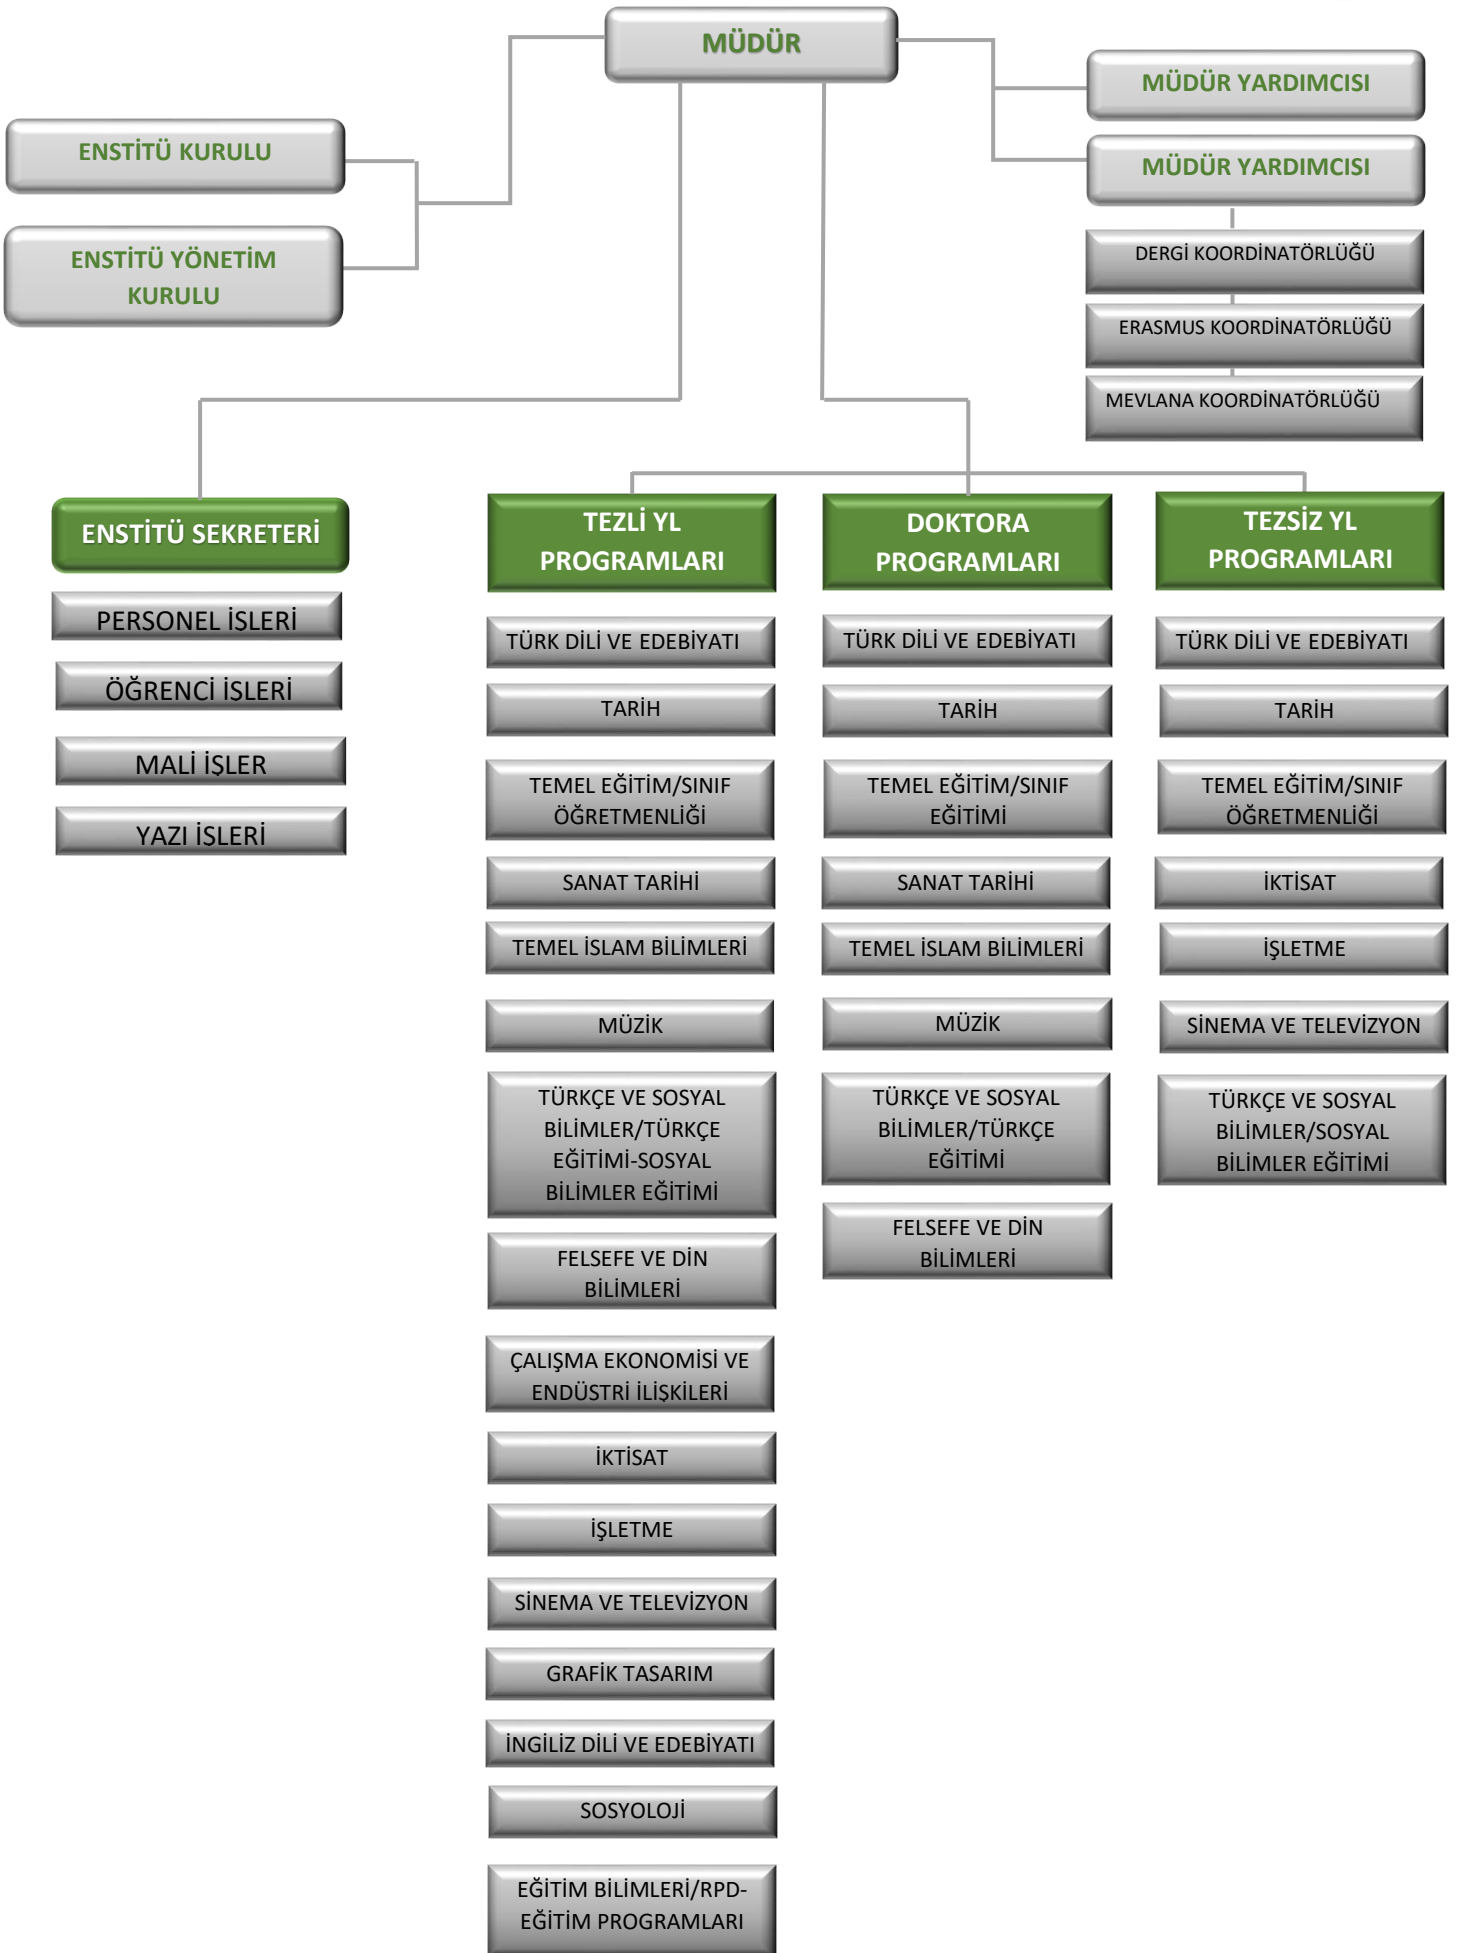 MÜDÜR
MÜDÜR YARDIMCISI
MÜDÜR YARDIMCISI
ENSTİTÜ KURULU
ENSTİTÜ YÖNETİM
KURULU
DERGİ KOORDİNATÖRLÜĞÜ
ERASMUS KOORDİNATÖRLÜĞÜ
MEVLANA KOORDİNATÖRLÜĞÜ
ENSTİTÜ SEKRETERİ
PERSONEL İŞLERİ
ÖĞRENCİ İŞLERİ
MALİ İŞLER
YAZI İŞLERİ
TEZLİ YL
PROGRAMLARI
TÜRK DİLİ VE EDEBİYATI
TARİH
TEMEL EĞİTİM/SINIF
ÖĞRETMENLİĞİ
SANAT TARİHİ
TEMEL İSLAM BİLİMLERİ
MÜZİK
TÜRKÇE VE SOSYAL
BİLİMLER/TÜRKÇE
EĞİTİMİ-SOSYAL
BİLİMLER EĞİTİMİ
FELSEFE VE DİN
BİLİMLERİ
ÇALIŞMA EKONOMİSİ VE
ENDÜSTRİ İLİŞKİLERİ
İKTİSAT
İŞLETME
SİNEMA VE TELEVİZYON
GRAFİK TASARIM
İNGİLİZ DİLİ VE EDEBİYATI
SOSYOLOJİ
EĞİTİM BİLİMLERİ/RPD-
EĞİTİM PROGRAMLARI
DOKTORA
PROGRAMLARI
TÜRK DİLİ VE EDEBİYATI
TARİH
TEMEL EĞİTİM/SINIF
EĞİTİMİ
SANAT TARİHİ
TEMEL İSLAM BİLİMLERİ
MÜZİK
TÜRKÇE VE SOSYAL
BİLİMLER/TÜRKÇE
EĞİTİMİ
FELSEFE VE DİN
BİLİMLERİ
TEZSİZ YL
PROGRAMLARI
TÜRK DİLİ VE EDEBİYATI
TARİH
TEMEL EĞİTİM/SINIF
ÖĞRETMENLİĞİ
İKTİSAT
İŞLETME
SİNEMA VE TELEVİZYON
TÜRKÇE VE SOSYAL
BİLİMLER/SOSYAL
BİLİMLER EĞİTİMİ